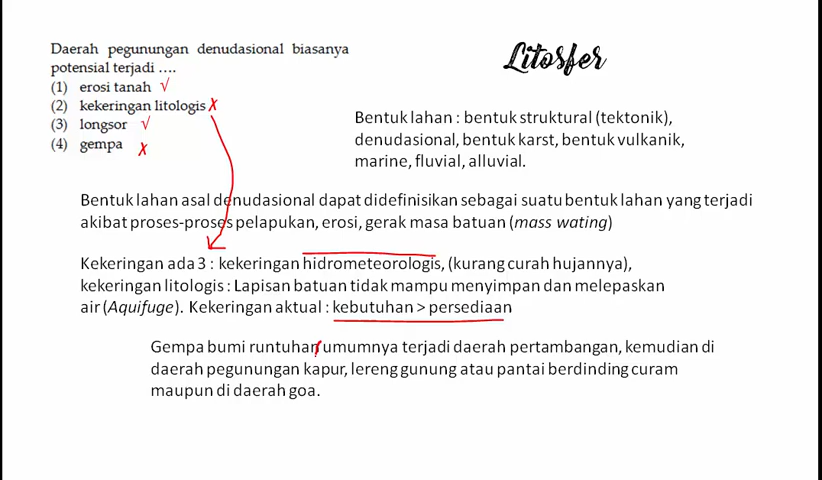 Daerah pegunungan denudasional biasanya
potensial terjadi ....
(1) erosi tanah √
(2) kekeringan litologis X
(3) longsor √
(4) gempa X
Litosfer
Bentuk lahan : bentuk struktural (tektonik),
denudasional, bentuk karst, bentuk vulkanik,
marine, fluvial, alluvial.
Bentuk lahan asal denudasional dapat didefinisikan sebagai suatu bentuk lahan yang terjadi
akibat proses-proses pelapukan, erosi, gerak masa batuan (mass wating)
Kekeringan ada 3 : kekeringan hidrometeorologis, (kurang curah hujannya),
kekeringan litologis : Lapisan batuan tidak mampu menyimpan dan melepaskan
air (Aquifuge). Kekeringan aktual : kebutuhan > persediaan
Gempa bumi runtuhan umumnya terjadi daerah pertambangan, kemudian di
daerah pegunungan kapur, lereng gunung atau pantai berdinding curam
maupun di daerah goa.